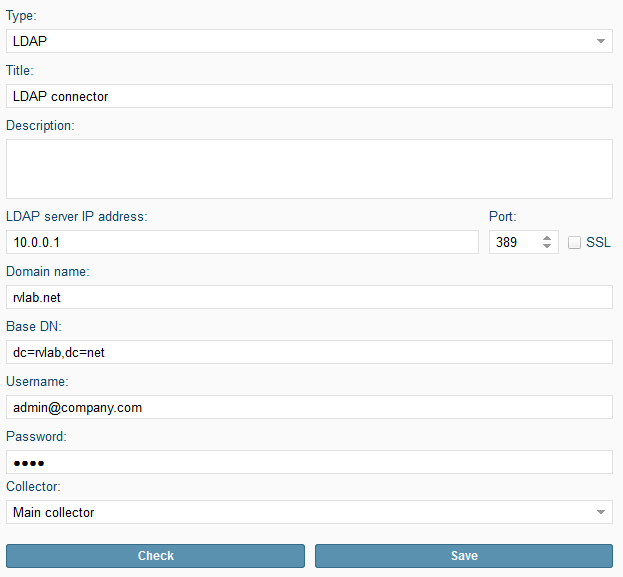 Type:
LDAP
Title:
LDAP connector
Description:
LDAP server IP address: Port:
10.0.0.1 389 SSL
Domain name:
rvlab.net
Base DN:
dc=rvlab,dc=net
Username:
admin@company.com
Password:
●●●●
Collector:
Main collector
Check Save